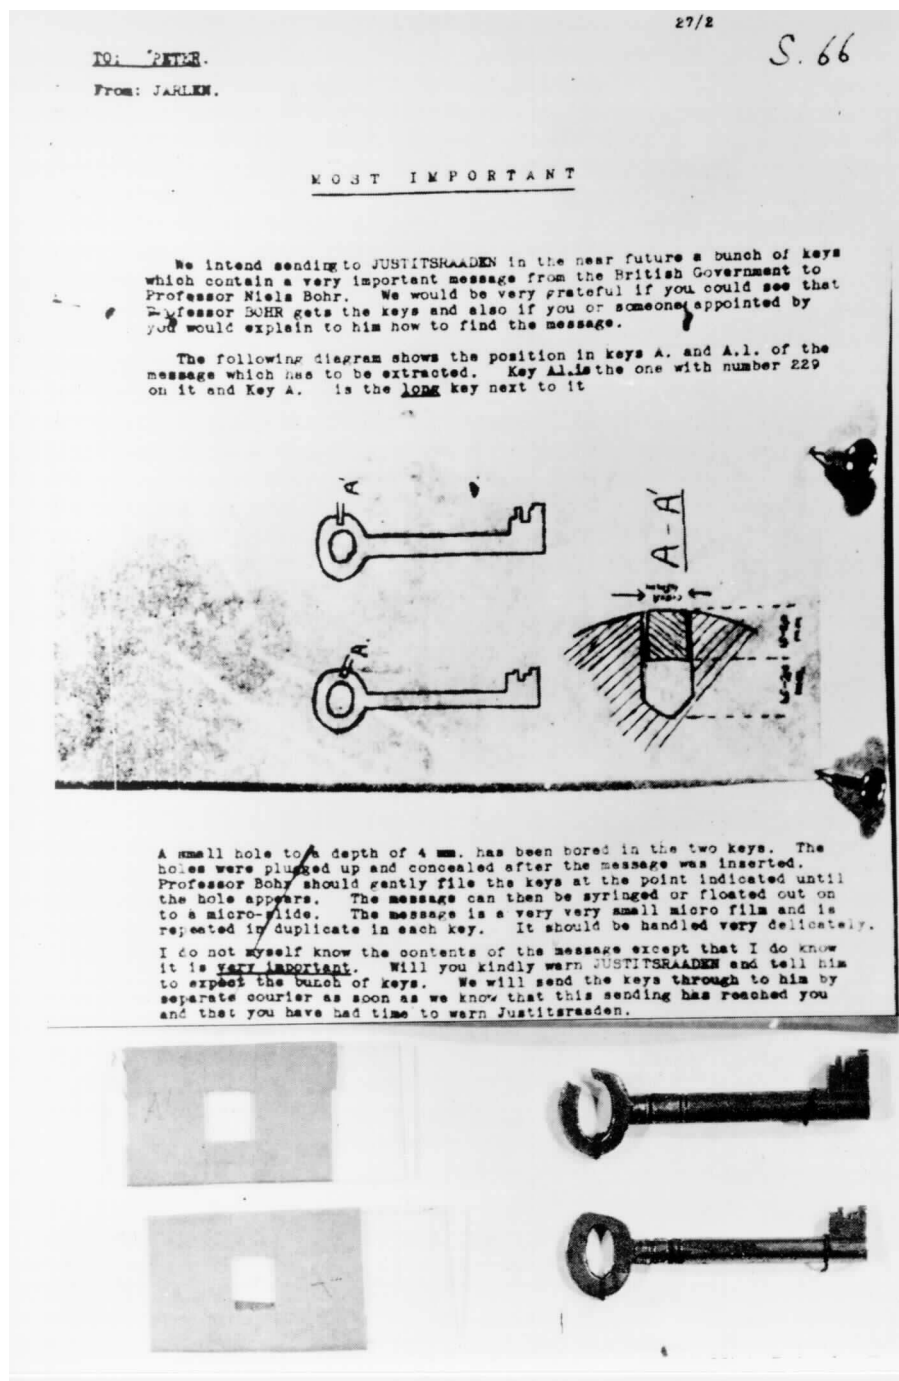 27/2
S. 66
TO: PETER.
From: JARLEN.
MOST IMPORTANT
We intend sending to JUSTITSRAADEN in the near future a bunch of keys
which contain a very important message from the British Government to
Professor Niels Bohr. We would be very grateful if you could see that
Professor BOHR gets the keys and also if you or someone appointed by
you would explain to him how to find the message.
The following diagram shows the position in keys A. and A.1. of the
message which has to be extracted. Key A1.is the one with number 229
on it and Key A. is the long key next to it
A'
A-A'
A.
A small hole to a depth of 4 mm. has been bored in the two keys. The
holes were plugged up and concealed after the message was inserted.
Professor Bohr should gently file the keys at the point indicated until
the hole appears. The message can then be syringed or floated out on
to a micro-slide. The message is a very very small micro film and is
repeated in duplicate in each key. It should be handled very delicately.
I do not myself know the contents of the message except that I do know
it is very important. Will you kindly warn JUSTITSRAADEN and tell him
to expect the bunch of keys. We will send the keys through to him by
separate courier as soon as we know that this sending has reached you
and that you have had time to warn Justitsraaden.